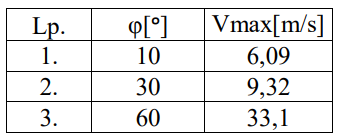 Lp. φ[°] Vmax[m/s]
1. 10 6,09
2. 30 9,32
3. 60 33,1